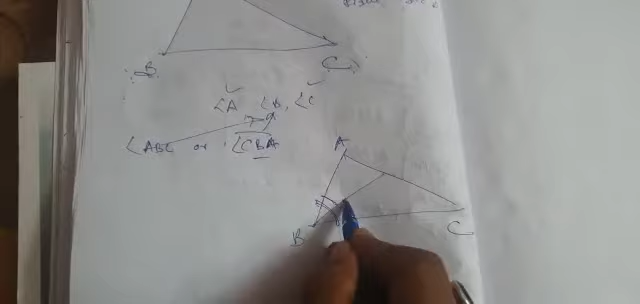 B C
∠A ∠B, ∠C
∠ABC or ∠CBA
A
B C